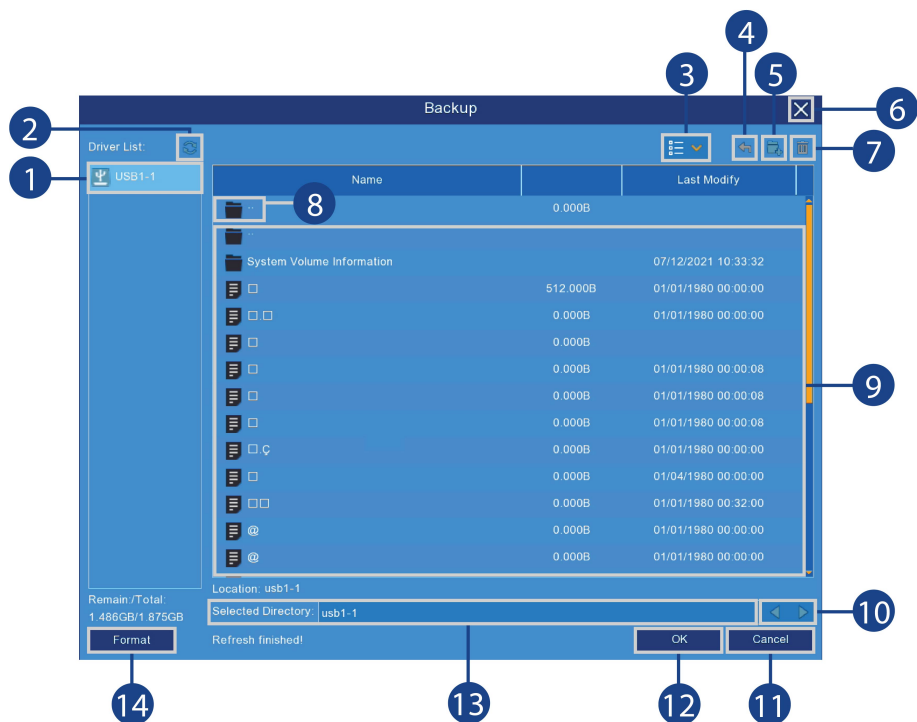 4
3
5
Backup
6
2
Driver List:
7
1
USB1-1
Name
Last Modify
8
..
0.000B
..
System Volume Information 07/12/2021 10:33:32
□ 512.000B 01/01/1980 00:00:00
□.□ 0.000B 01/01/1980 00:00:00
□ 0.000B
□ 0.000B 01/01/1980 00:00:08
□ 0.000B 01/01/1980 00:00:08
9
□ 0.000B 01/01/1980 00:00:08
□.Ç 0.000B 01/01/1980 00:00:00
□ 0.000B 01/04/1980 00:00:00
□□ 0.000B 01/01/1980 00:32:00
@ 0.000B 01/01/1980 00:00:00
@ 0.000B 01/01/1980 00:00:00
Location: usb1-1
Remain:/Total:
1.486GB/1.875GB
Selected Directory: usb1-1
10
Format
Refresh finished!
OK
Cancel
14
13
12
11